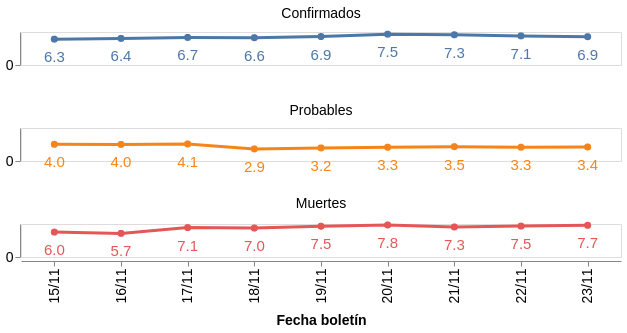 Confirmados
0
6.3 6.4 6.7 6.6 6.9 7.5 7.3 7.1 6.9
Probables
0
4.0 4.0 4.1 2.9 3.2 3.3 3.5 3.3 3.4
Muertes
0
6.0 5.7 7.1 7.0 7.5 7.8 7.3 7.5 7.7
15/11 16/11 17/11 18/11 19/11 20/11 21/11 22/11 23/11
Fecha boletín